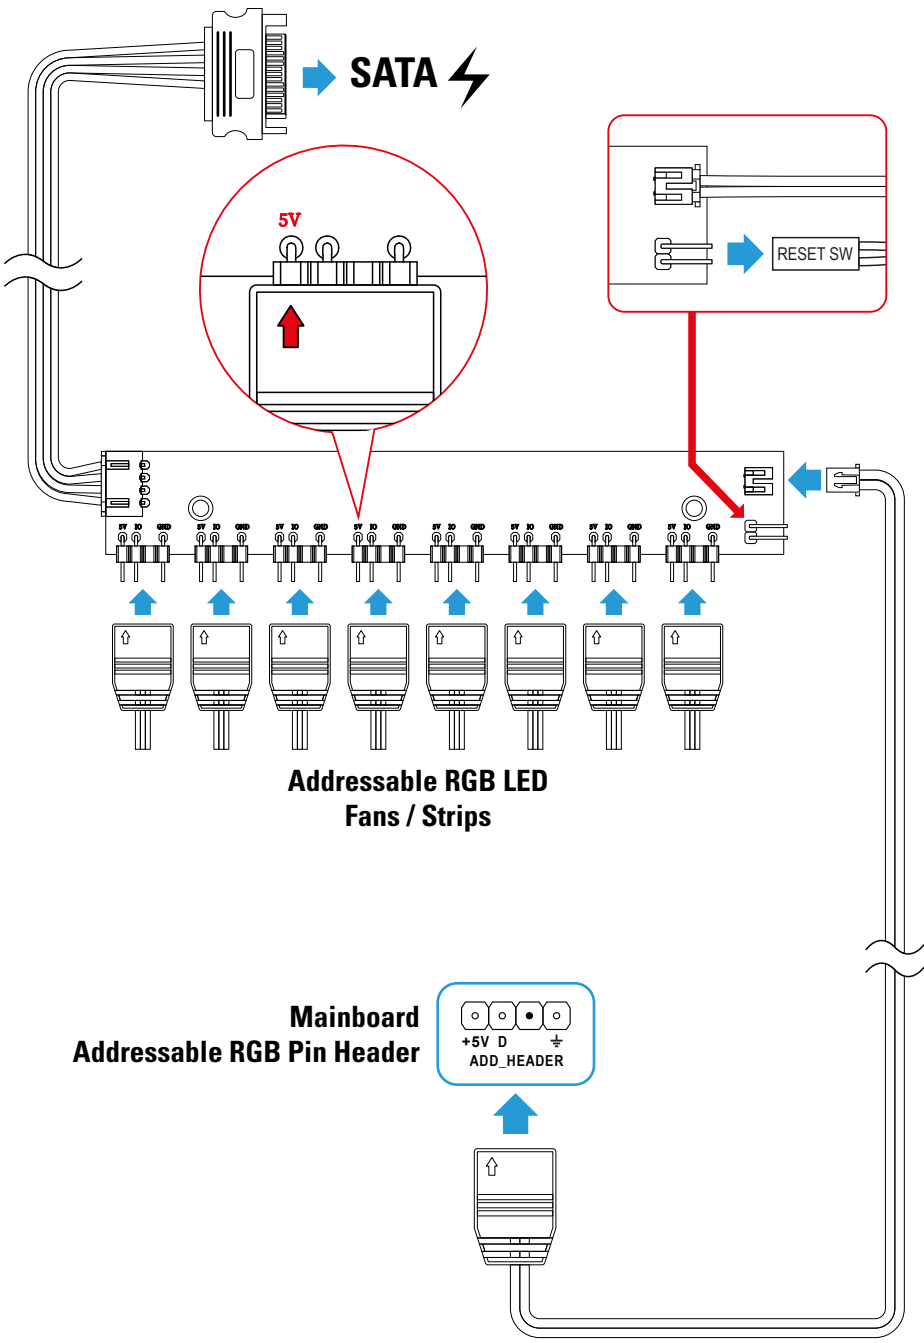 SATA
5V
RESET SW
5V IO GND
5V IO GND
5V IO GND
5V IO GND
5V IO GND
5V IO GND
5V IO GND
5V IO GND
Addressable RGB LED
Fans / Strips
Mainboard
Addressable RGB Pin Header
+5V D
ADD_HEADER